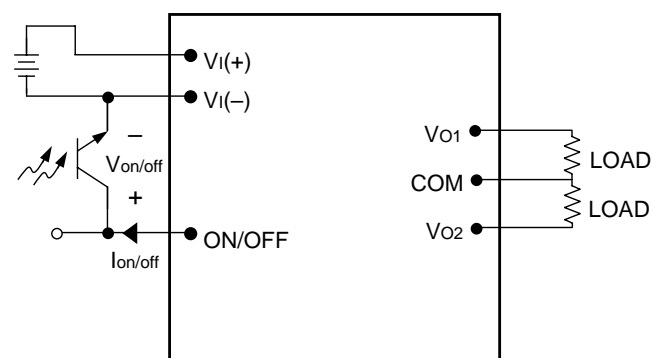 VI(+)
VI(–)
–
Von/off
+
ON/OFF
Ion/off
VO1
LOAD
COM
LOAD
VO2